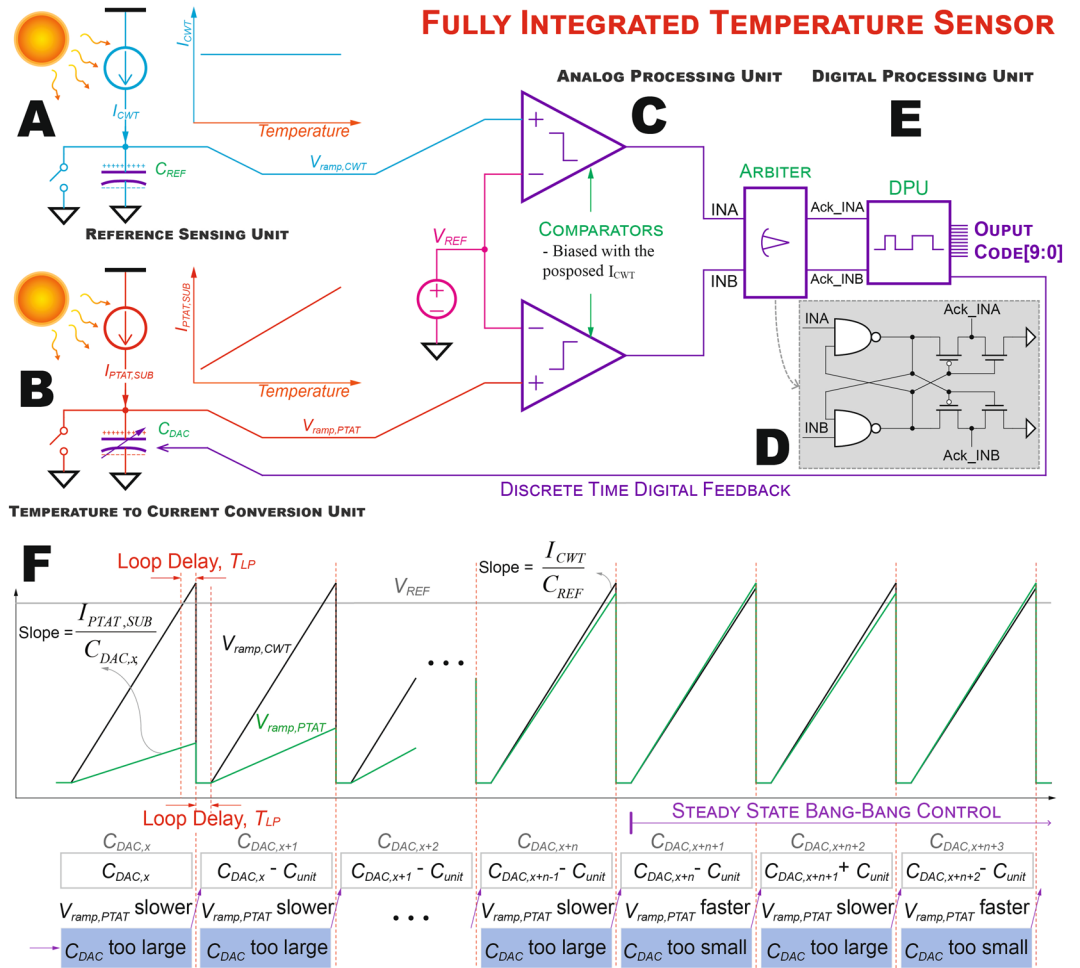 FULLY INTEGRATED TEMPERATURE SENSOR
ANALOG PROCESSING UNIT
DIGITAL PROCESSING UNIT
A
I_CWT
I_CWT
Temperature
C
E
+++++++++
C_REF
V_ramp,CWT
+
−
REFERENCE SENSING UNIT
V_REF
+
−
COMPARATORS
- Biased with the
posposed I_CWT
ARBITER
INA
INB
Ack_INA
Ack_INB
DPU
OUPUT
CODE[9:0]
B
I_PTAT,SUB
I_PTAT,SUB
Temperature
+++++++++
C_DAC
V_ramp,PTAT
−
+
D
INA
Ack_INA
INB
Ack_INB
DISCRETE TIME DIGITAL FEEDBACK
TEMPERATURE TO CURRENT CONVERSION UNIT
F
Loop Delay, T_LP
Slope = I_PTAT,SUB / C_DAC,x
V_ramp,CWT
V_ramp,PTAT
V_REF
Slope = I_CWT / C_REF
• • •
Loop Delay, T_LP
STEADY STATE BANG-BANG CONTROL
C_DAC,x C_DAC,x+1 C_DAC,x+2 C_DAC,x+n C_DAC,x+n+1 C_DAC,x+n+2 C_DAC,x+n+3
C_DAC,x C_DAC,x - C_unit C_DAC,x+1 - C_unit C_DAC,x+n-1 - C_unit C_DAC,x+n - C_unit C_DAC,x+n+1 + C_unit C_DAC,x+n+2 - C_unit
V_ramp,PTAT slower V_ramp,PTAT slower • • • V_ramp,PTAT slower V_ramp,PTAT faster V_ramp,PTAT slower V_ramp,PTAT faster
C_DAC too large C_DAC too large C_DAC too large C_DAC too small C_DAC too large C_DAC too small